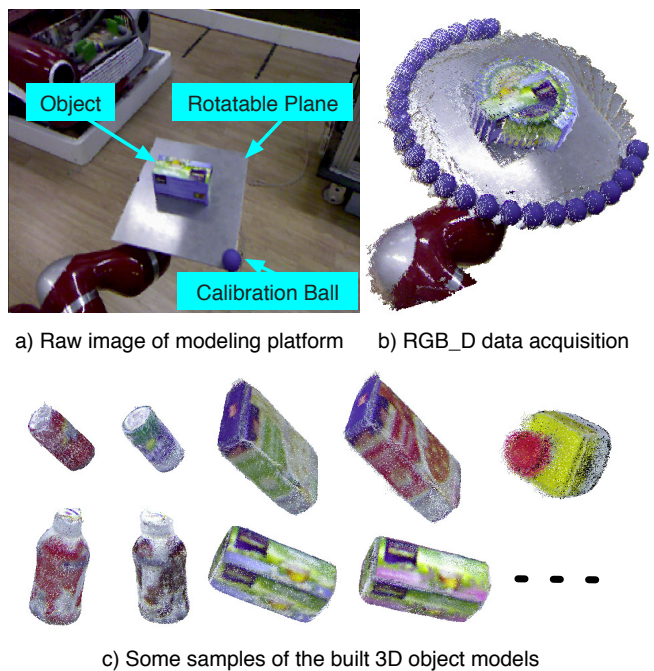 Object
Rotatable Plane
Calibration Ball
a) Raw image of modeling platform
b) RGB_D data acquisition
c) Some samples of the built 3D object models